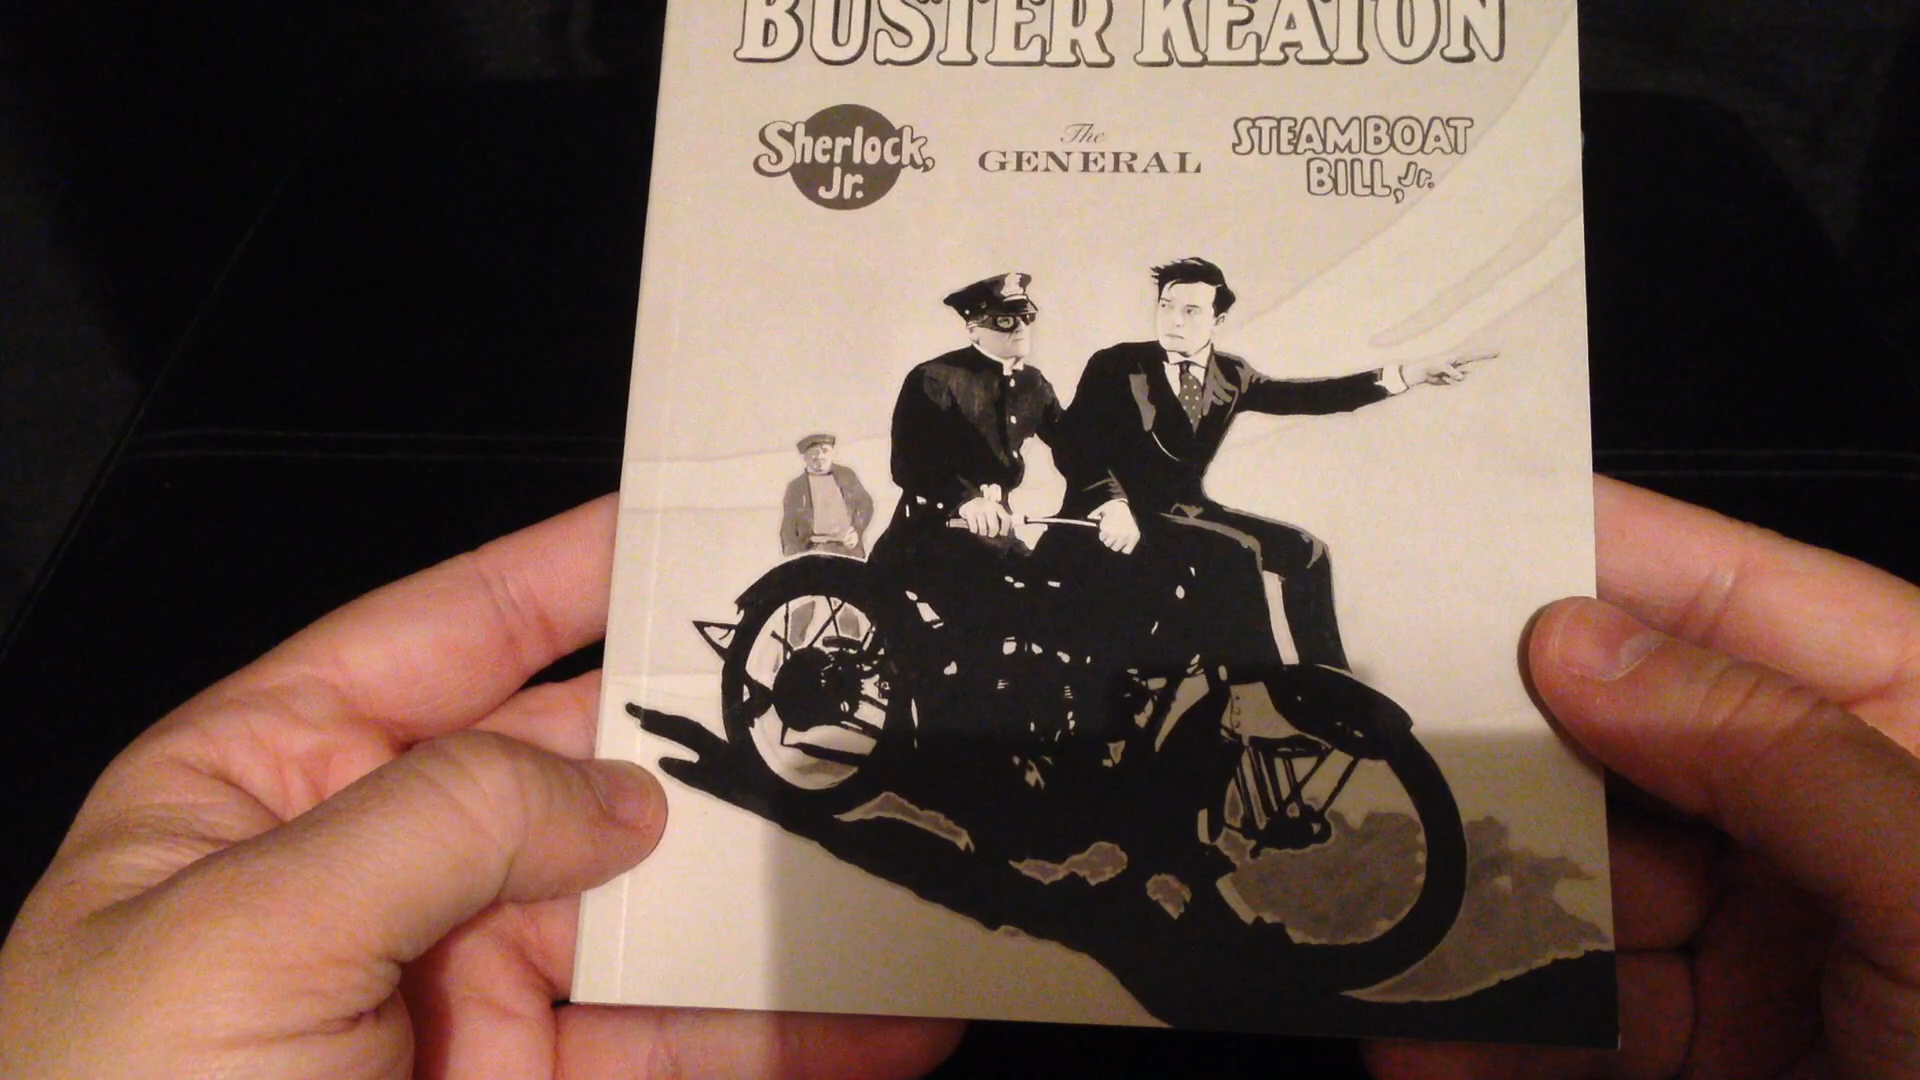 BUSTER KEATON
Sherlock,
Jr.
The
GENERAL
STEAMBOAT
BILL, Jr.